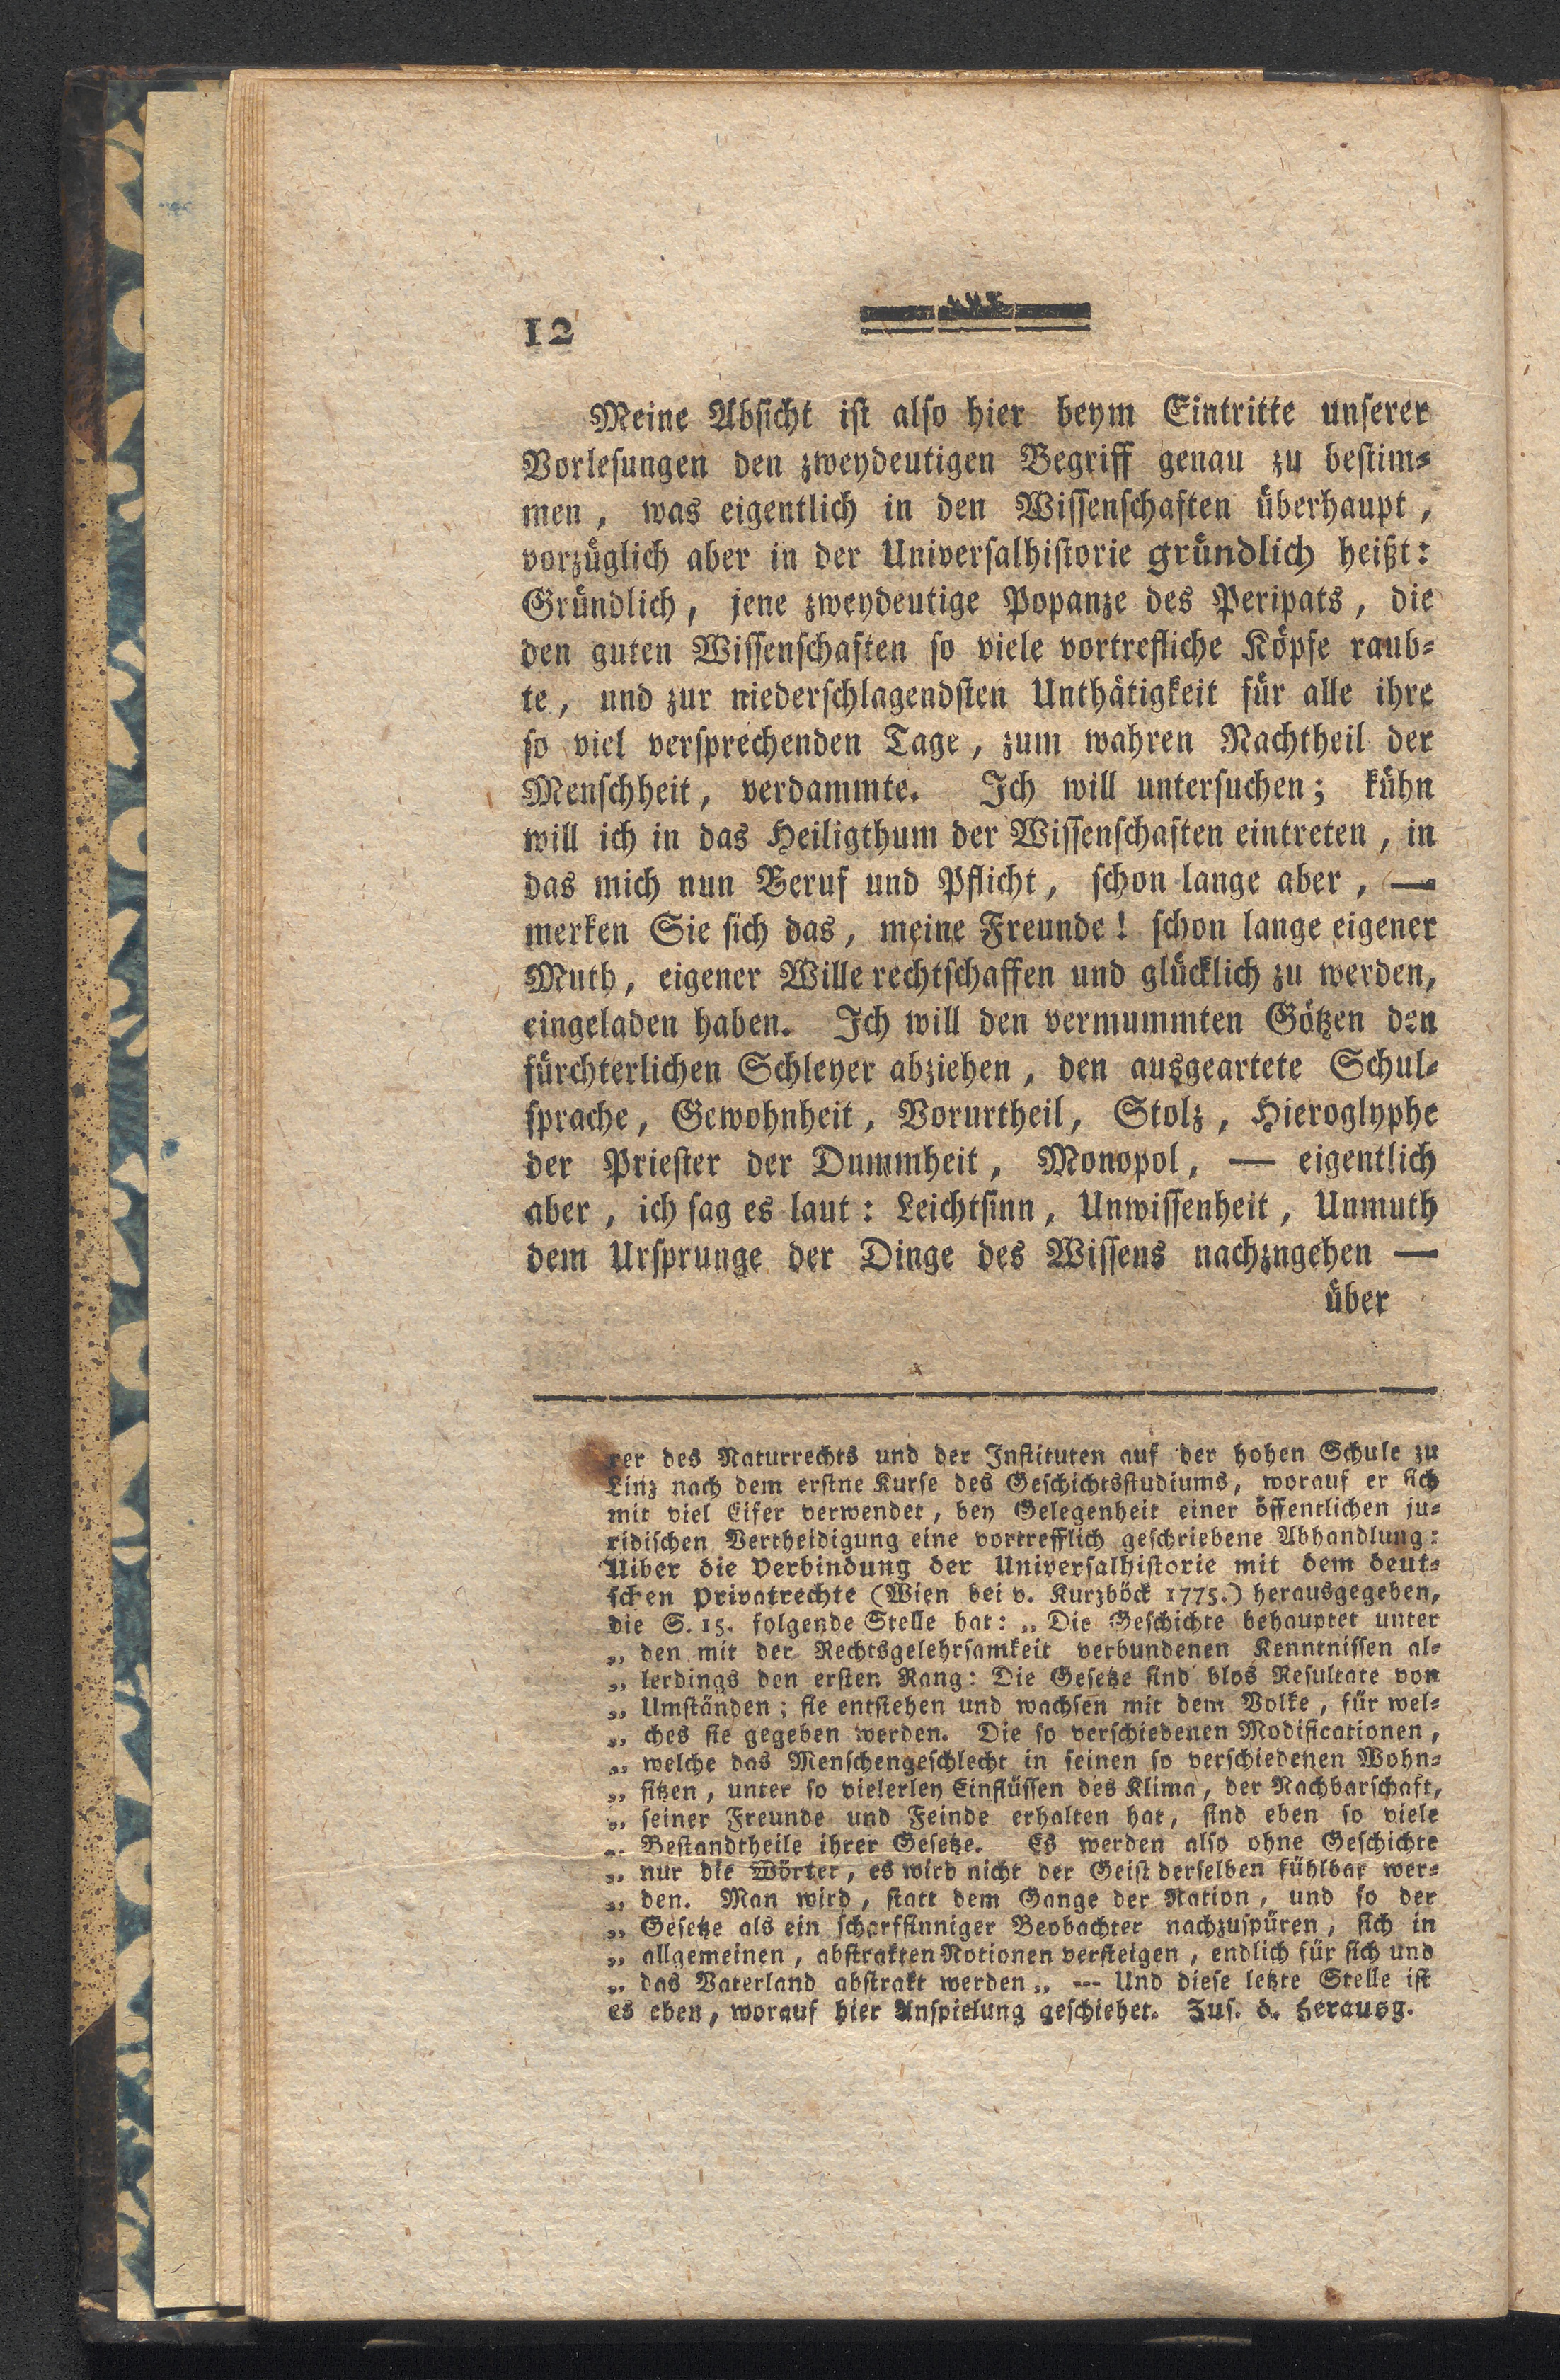 12
Meine Absicht ist also hier beym Eintritte unserer
Vorlesungen den zweydeutigen Begriff genau zu bestim-
men, was eigentlich in den Wissenschaften überhaupt,
vorzüglich aber in der Universalhistorie gründlich heißt:
Gründlich, jene zweydeutige Popanze des Peripats, die
den guten Wissenschaften so viele vortrefliche Köpfe raub-
te, und zur niederschlagendsten Unthätigkeit für alle ihre
so viel versprechenden Tage, zum wahren Nachtheil der
Menschheit, verdammte. Ich will untersuchen; kühn
will ich in das Heiligthum der Wissenschaften eintreten, in
das mich nun Beruf und Pflicht, schon lange aber, —
merken Sie sich das, meine Freunde! schon lange eigener
Muth, eigener Wille rechtschaffen und glücklich zu werden,
eingeladen haben. Ich will den vermummten Götzen den
fürchterlichen Schleyer abziehen, den ausgeartete Schul-
sprache, Gewohnheit, Vorurtheil, Stolz, Hieroglyphe
der Priester der Dummheit, Monopol, — eigentlich
aber, ich sag es laut: Leichtsinn, Unwissenheit, Unmuth
dem Ursprunge der Dinge des Wissens nachzngehen —
über
rer des Naturrechts und der Instituten auf der hohen Schule zu
Linz nach dem erstne Kurse des Geschichtsstudiums, worauf er sich
mit viel Eifer verwendet, bey Gelegenheit einer öffentlichen ju-
ridischen Vertheidigung eine vortrefflich geschriebene Abhandlung:
Uiber die Verbindung der Universalhistorie mit dem deut-
schen Privatrechte (Wien bei v. Kurzböck 1775.) herausgegeben,
die S. 15. folgende Stelle hat: „ Die Geschichte behauptet unter
„ den mit der Rechtsgelehrsamkeit verbundenen Kenntnissen al-
„ lerdings den ersten Rang: Die Gesetze sind blos Resultate von
„ Umständen; sie entstehen und wachsen mit dem Volke, für wel-
„ ches sie gegeben werden. Die so verschiedenen Modificationen,
„ welche das Menschengeschlecht in seinen so verschiedenen Wohn-
„ sitzen, unter so vielerley Einflüssen des Klima, der Nachbarschaft,
„ seiner Freunde und Feinde erhalten hat, sind eben so viele
„ Bestandtheile ihrer Gesetze. Es werden also ohne Geschichte
„ nur die Wörter, es wird nicht der Geist derselben fühlbar wer-
„ den. Man wird, statt dem Gange der Nation, und so der
„ Gesetze als ein scharfsinniger Beobachter nachzuspüren, sich in
„ allgemeinen, abstrakten Notionen versteigen, endlich für sich und
„ das Vaterland abstrakt werden „ --- Und diese letzte Stelle ist
es eben, worauf hier Anspielung geschiehet. Zus. d. Herausg.